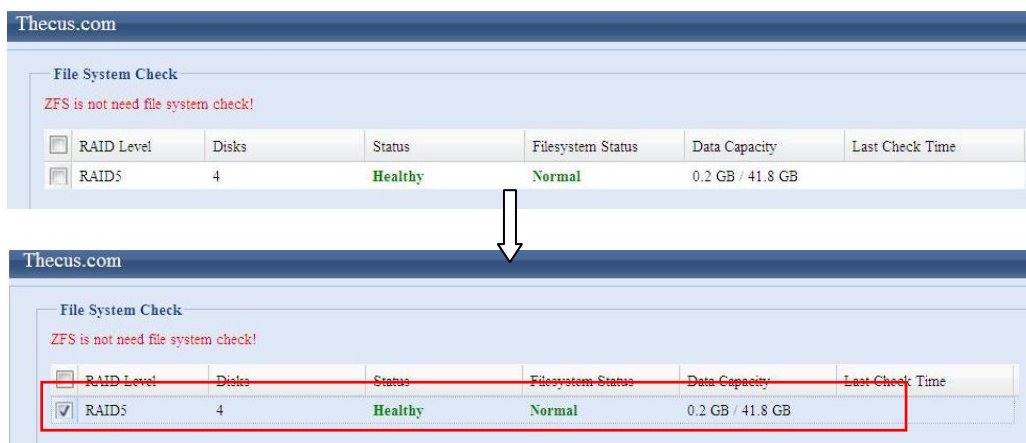 Thecus.com
File System Check
ZFS is not need file system check!
RAID Level Disks Status Filesystem Status Data Capacity Last Check Time
RAID5 4 Healthy Normal 0.2 GB / 41.8 GB
Thecus.com
File System Check
ZFS is not need file system check!
RAID Level Disks Status Filesystem Status Data Capacity Last Check Time
RAID5 4 Healthy Normal 0.2 GB / 41.8 GB